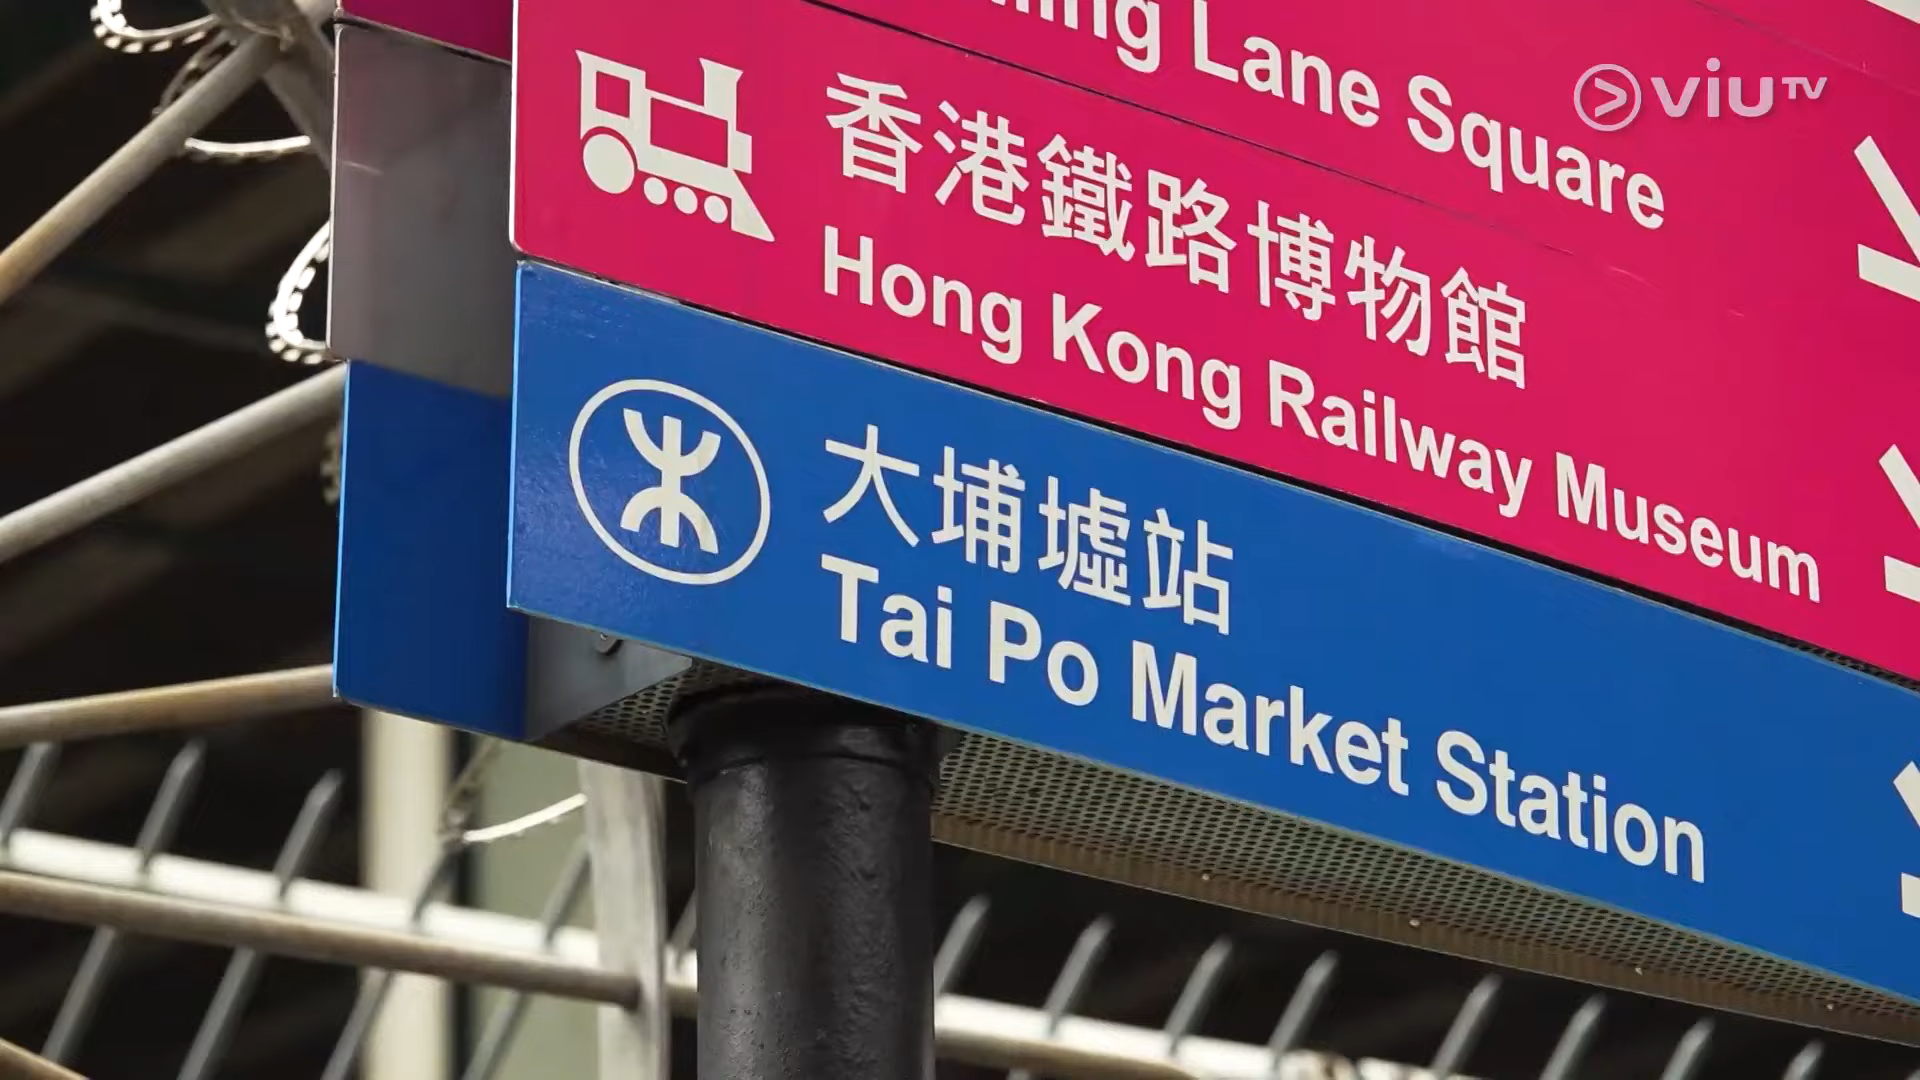 Lane Square
viuTV
香港鐵路博物館
Hong Kong Railway Museum
大埔墟站
Tai Po Market Station